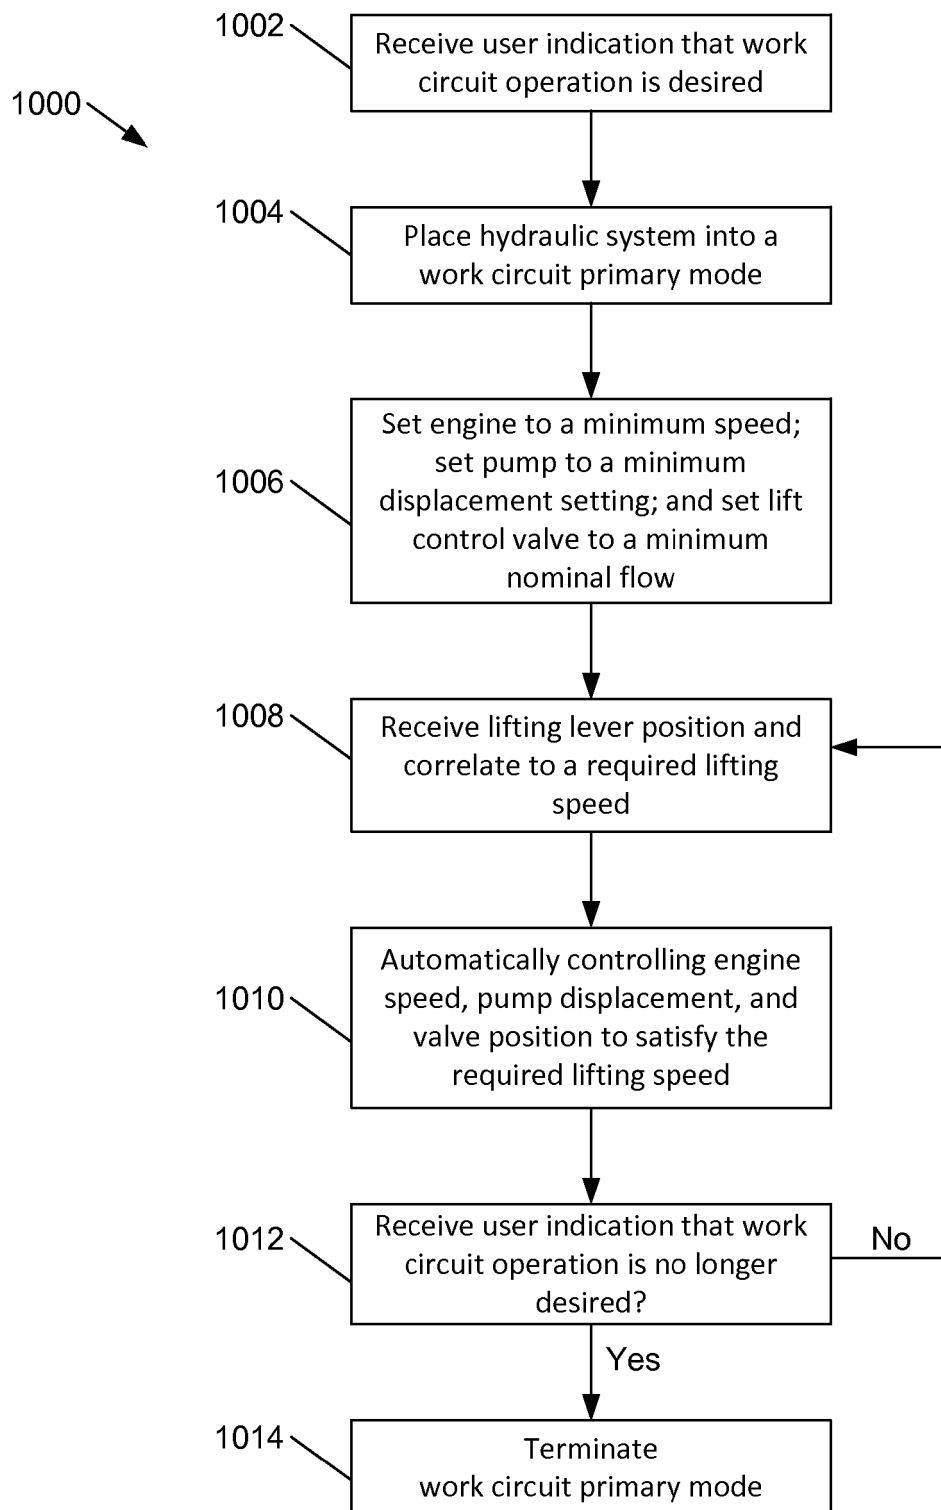 1002
Receive user indication that work
circuit operation is desired
1000
1004
Place hydraulic system into a
work circuit primary mode
1006
Set engine to a minimum speed;
set pump to a minimum
displacement setting; and set lift
control valve to a minimum
nominal flow
1008
Receive lifting lever position and
correlate to a required lifting
speed
1010
Automatically controlling engine
speed, pump displacement, and
valve position to satisfy the
required lifting speed
1012
Receive user indication that work
circuit operation is no longer
desired?
No
Yes
1014
Terminate
work circuit primary mode